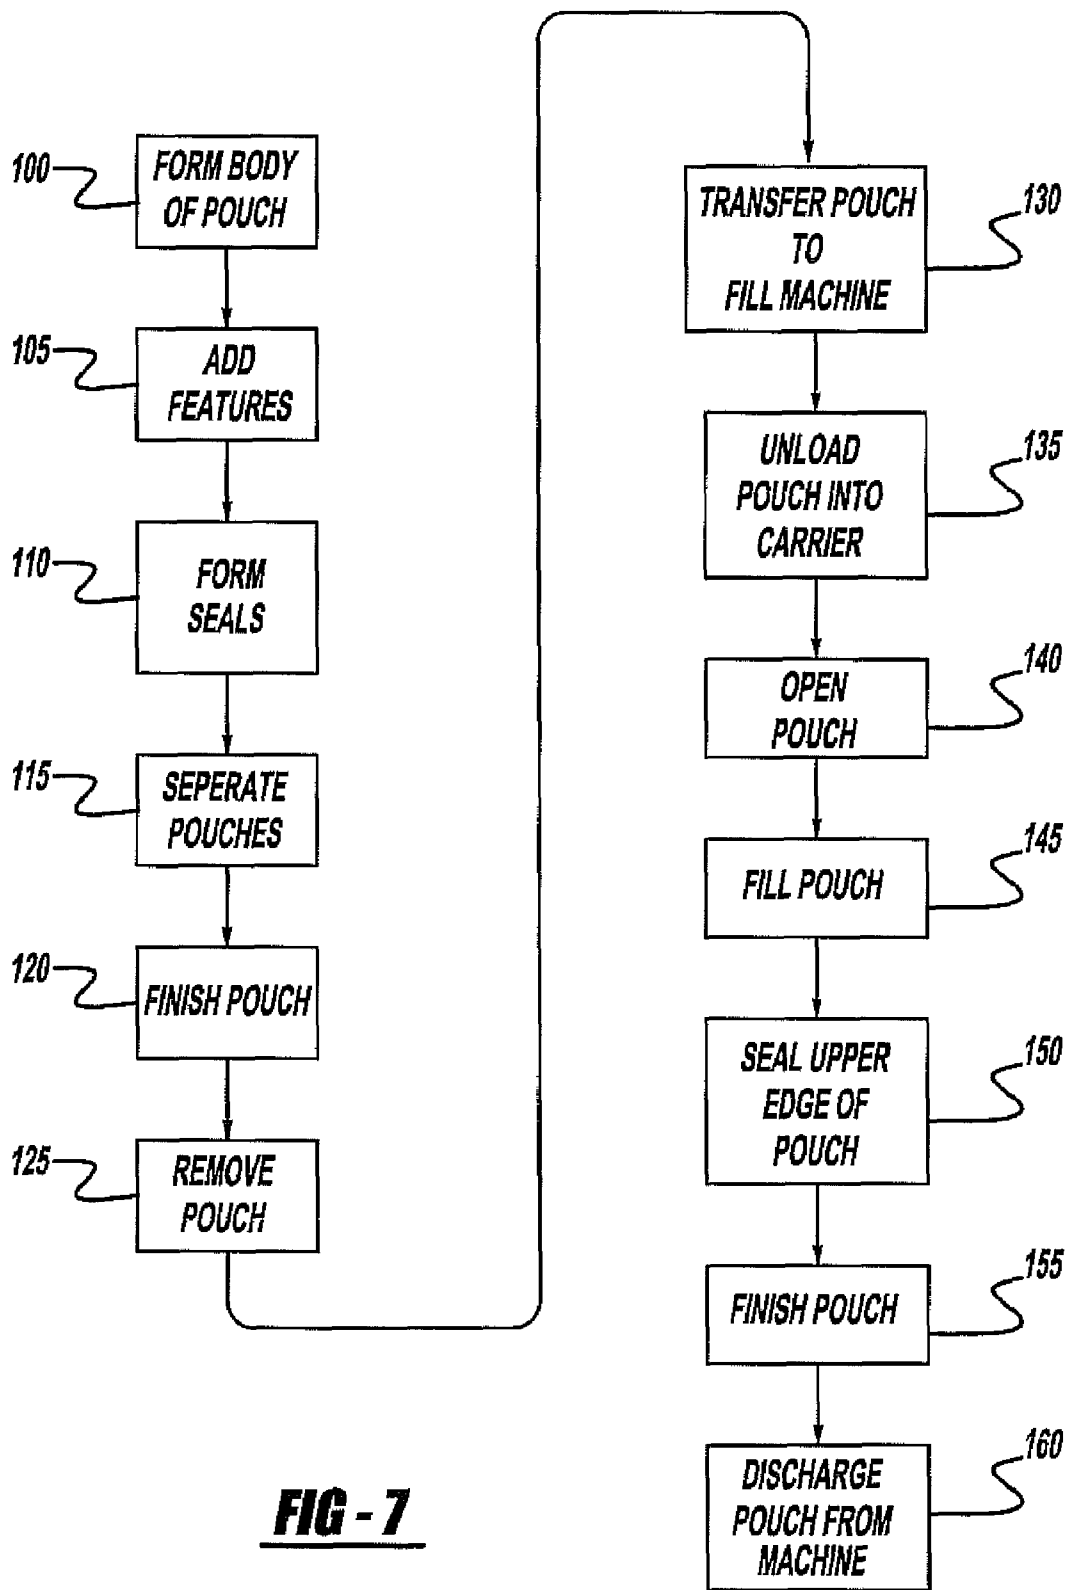 100
FORM BODY
OF POUCH
105
ADD
FEATURES
110
FORM
SEALS
115
SEPERATE
POUCHES
120
FINISH POUCH
125
REMOVE
POUCH
TRANSFER POUCH
TO
FILL MACHINE
130
UNLOAD
POUCH INTO
CARRIER
135
OPEN
POUCH
140
FILL POUCH
145
SEAL UPPER
EDGE OF
POUCH
150
FINISH POUCH
155
DISCHARGE
POUCH FROM
MACHINE
160
FIG - 7